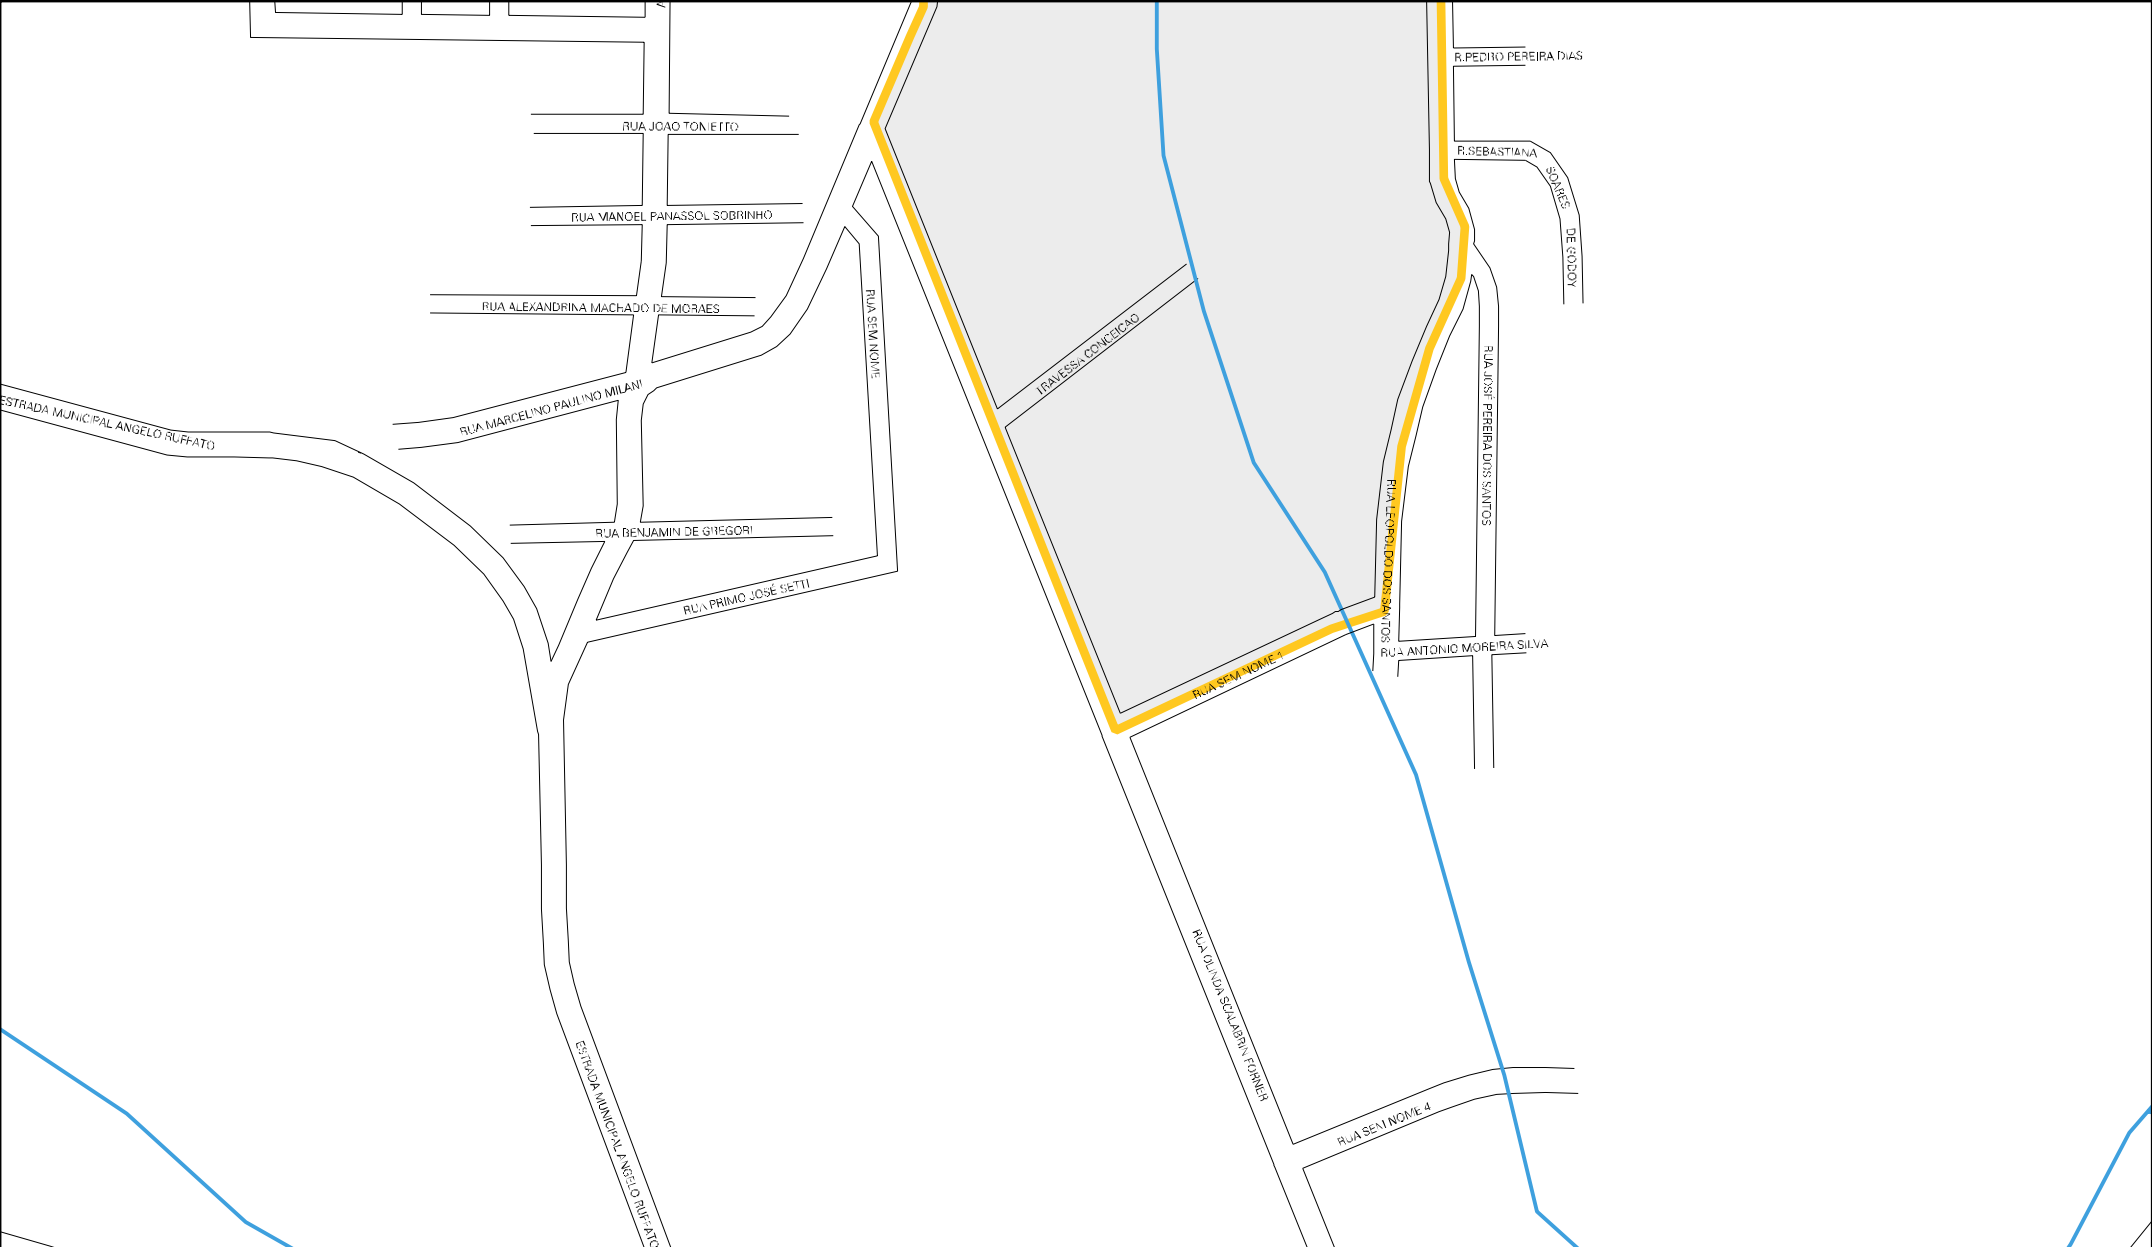 R.PEDRO PEREIRA DIAS
RUA JOAO TONIETTO
R.SEBASTIANA
SOARES
DE GODOY
RUA MANOEL PANASSOL SOBRINHO
RUA ALEXANDRINA MACHADO DE MORAES
RUA SEM NOME
TRAVESSA CONCEICAO
RUA MARCELINO PAULINO MILANI
ESTRADA MUNICIPAL ANGELO RUFFATO
RUA JOSÉ PEREIRA DOS SANTOS
RUA LEOPOLDO DOS SANTOS
RUA BENJAMIN DE GREGORI
RUA PRIMO JOSÉ SETTI
RUA ANTONIO MOREIRA SILVA
RUA SEM NOME 1
RUA OLINDA SCALABRIN FORNER
RUA SEM NOME 4
ESTRADA MUNICIPAL ANGELO RUFFATO